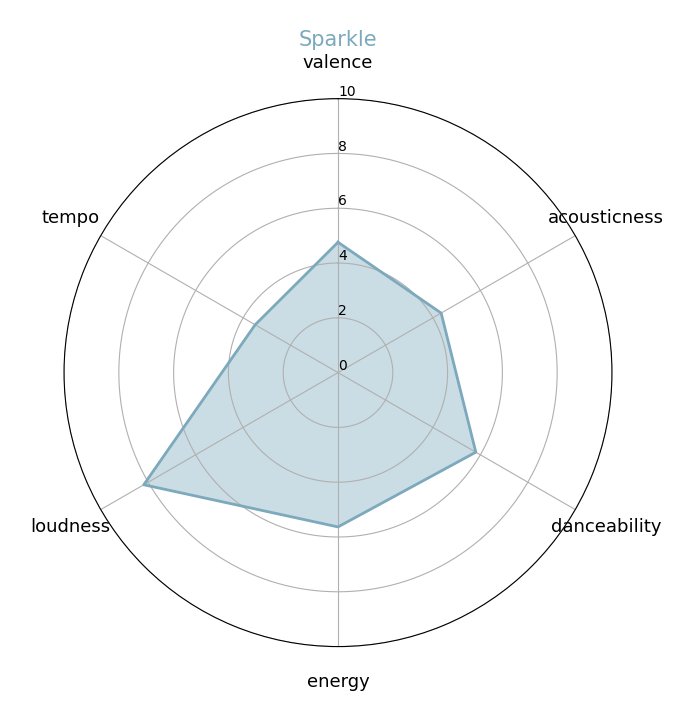 Sparkle
valence
10
8
tempo
6
acousticness
4
2
0
loudness
danceability
energy